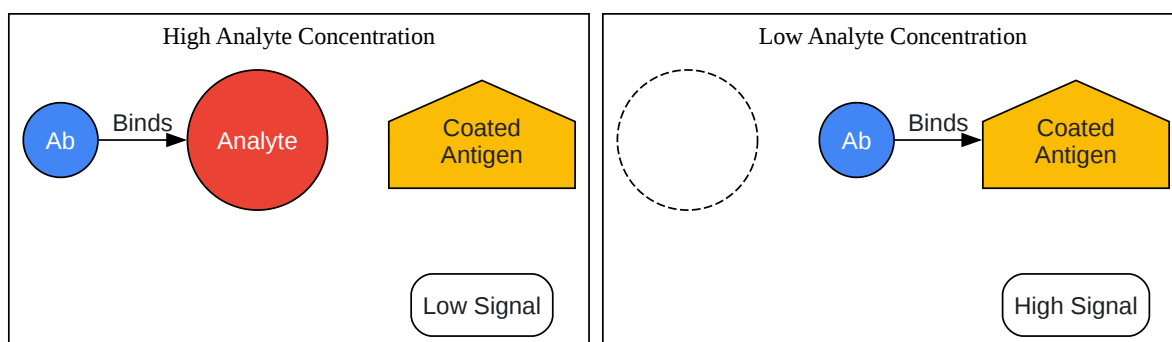 High Analyte Concentration
Ab
Binds
Analyte
Coated
Antigen
Low Signal
Low Analyte Concentration
Ab
Binds
Coated
Antigen
High Signal